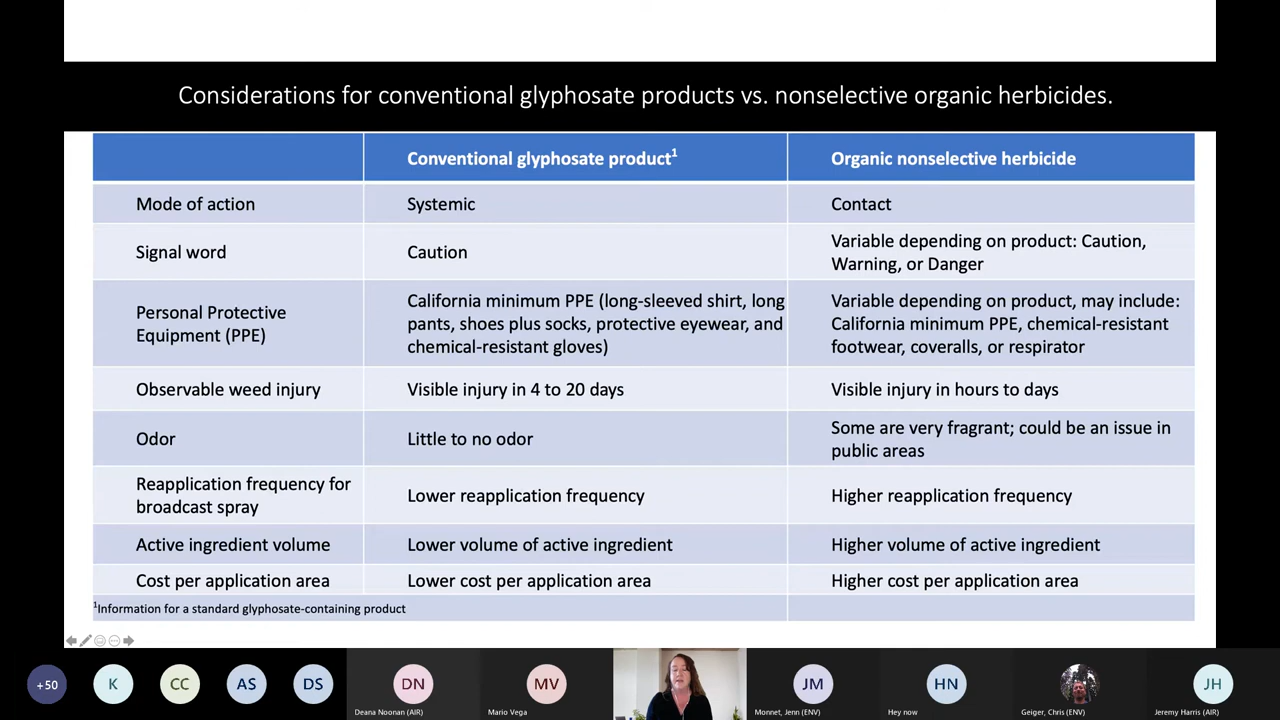 Considerations for conventional glyphosate products vs. nonselective organic herbicides.
Conventional glyphosate product1
Organic nonselective herbicide
Mode of action
Systemic
Contact
Signal word
Caution
Variable depending on product: Caution,
Warning, or Danger
Personal Protective
Equipment (PPE)
California minimum PPE (long-sleeved shirt, long
pants, shoes plus socks, protective eyewear, and
chemical-resistant gloves)
Variable depending on product, may include:
California minimum PPE, chemical-resistant
footwear, coveralls, or respirator
Observable weed injury
Visible injury in 4 to 20 days
Visible injury in hours to days
Odor
Little to no odor
Some are very fragrant; could be an issue in
public areas
Reapplication frequency for
broadcast spray
Lower reapplication frequency
Higher reapplication frequency
Active ingredient volume
Lower volume of active ingredient
Higher volume of active ingredient
Cost per application area
Lower cost per application area
Higher cost per application area
1Information for a standard glyphosate-containing product
+50
K
CC
AS
DS
DN
Deana Noonan (AIR)
MV
Mario Vega
JM
Monnet, Jenn (ENV)
HN
Hey now
Geiger, Chris (ENV)
JH
Jeremy Harris (AIR)